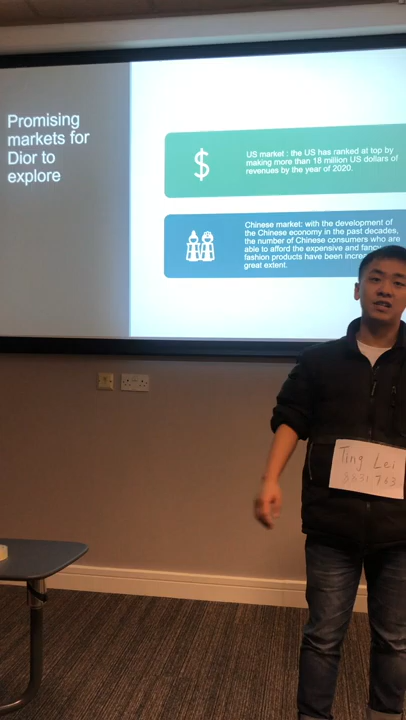 Promising
markets for
Dior to
explore
$
US market : the US has ranked at top by
making more than 18 million US dollars of
revenues by the year of 2020.
Chinese market: with the development of
the Chinese economy in the past decades,
the number of Chinese consumers who are
able to afford the expensive and fancy
fashion products have been
great extent.
Ting Lei